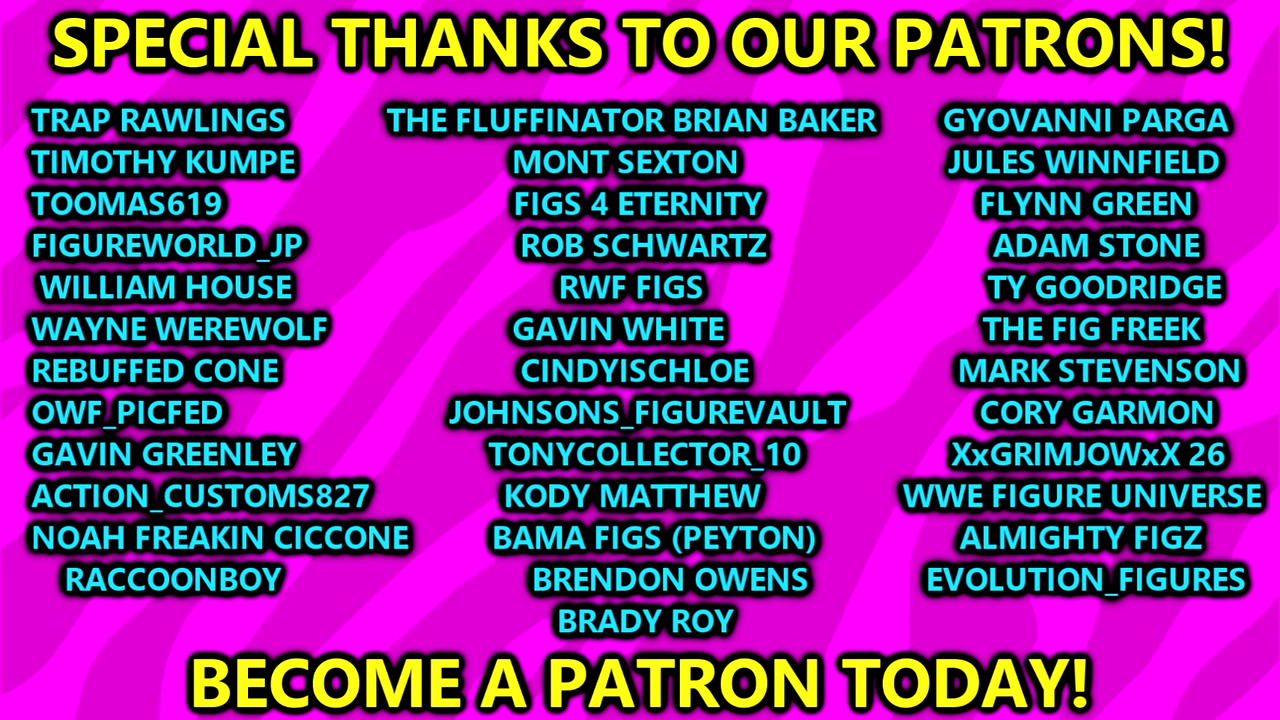 SPECIAL THANKS TO OUR PATRONS!
TRAP RAWLINGS
TIMOTHY KUMPE
TOOMAS619
FIGUREWORLD_JP
WILLIAM HOUSE
WAYNE WEREWOLF
REBUFFED CONE
OWF_PICFED
GAVIN GREENLEY
ACTION_CUSTOMS827
NOAH FREAKIN CICCONE
RACCOONBOY
THE FLUFFINATOR BRIAN BAKER
MONT SEXTON
FIGS 4 ETERNITY
ROB SCHWARTZ
RWF FIGS
GAVIN WHITE
CINDYISCHLOE
JOHNSONS_FIGUREVAULT
TONYCOLLECTOR_10
KODY MATTHEW
BAMA FIGS (PEYTON)
BRENDON OWENS
BRADY ROY
GYOVANNI PARGA
JULES WINNFIELD
FLYNN GREEN
ADAM STONE
TY GOODRIDGE
THE FIG FREEK
MARK STEVENSON
CORY GARMON
XxGRIMJOWxX 26
WWE FIGURE UNIVERSE
ALMIGHTY FIGZ
EVOLUTION_FIGURES
BECOME A PATRON TODAY!